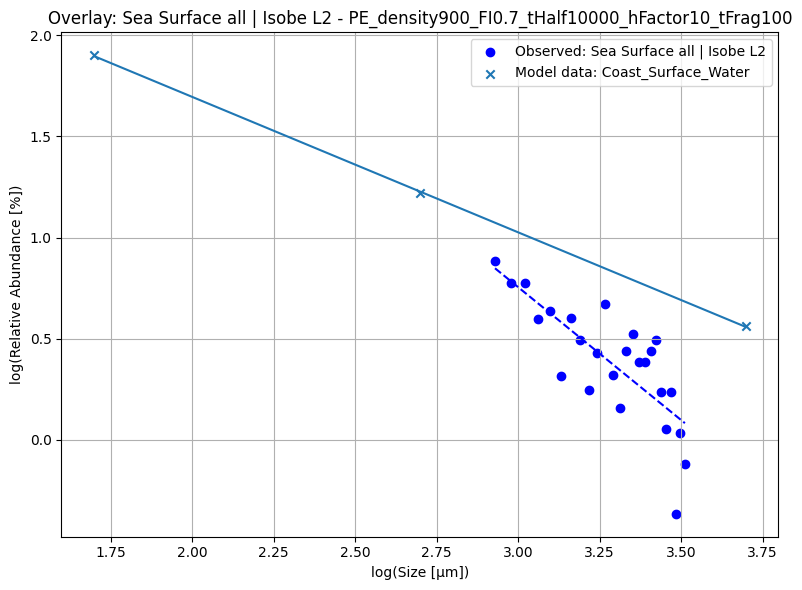 Overlay: Sea Surface all | Isobe L2 - PE_density900_FI0.7_tHalf10000_hFactor10_tFrag100
Observed: Sea Surface all | Isobe L2
Model data: Coast_Surface_Water
log(Relative Abundance [%])
2.0
1.5
1.0
0.5
0.0
1.75 2.00 2.25 2.50 2.75 3.00 3.25 3.50 3.75
log(Size [µm])